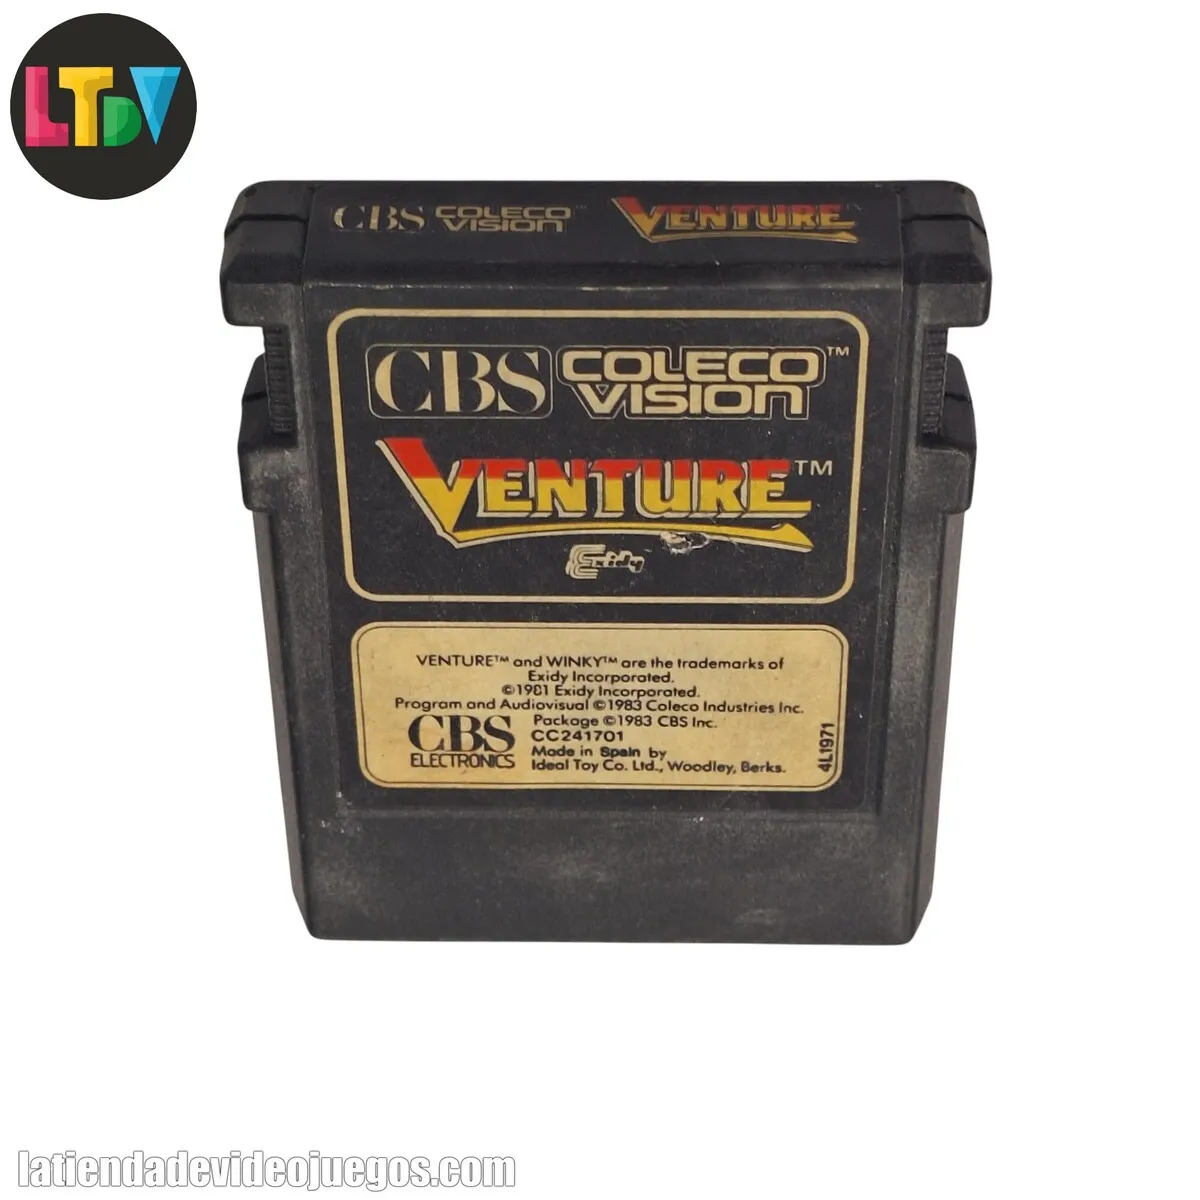 LTDV
CBS COLECO VISION™ VENTURE
CBS COLECO™
VISION
VENTURE™
Exidy
VENTURE™ and WINKY™ are the trademarks of
Exidy Incorporated.
©1981 Exidy Incorporated.
Program and Audiovisual ©1983 Coleco Industries Inc.
Package ©1983 CBS Inc.
CBS CC241701
ELECTRONICS Made in Spain by
Ideal Toy Co. Ltd., Woodley, Berks.
4L1971
latiendadevideojuegos.com